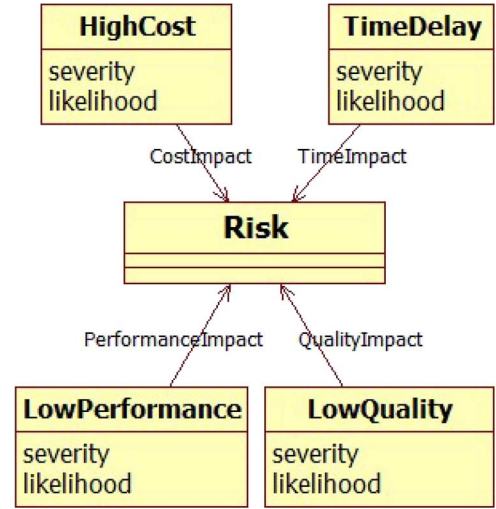 HighCost
severity
likelihood
TimeDelay
severity
likelihood
CostImpact
TimeImpact
Risk
PerformanceImpact
QualityImpact
LowPerformance
severity
likelihood
LowQuality
severity
likelihood